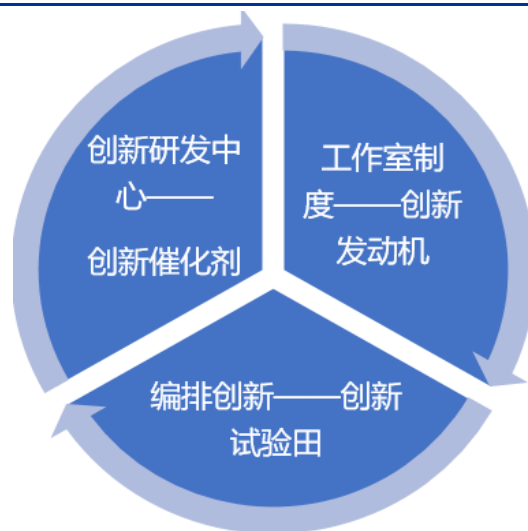 创新研发中
心——
创新催化剂
工作室制
度——创新
发动机
编排创新——创新
试验田